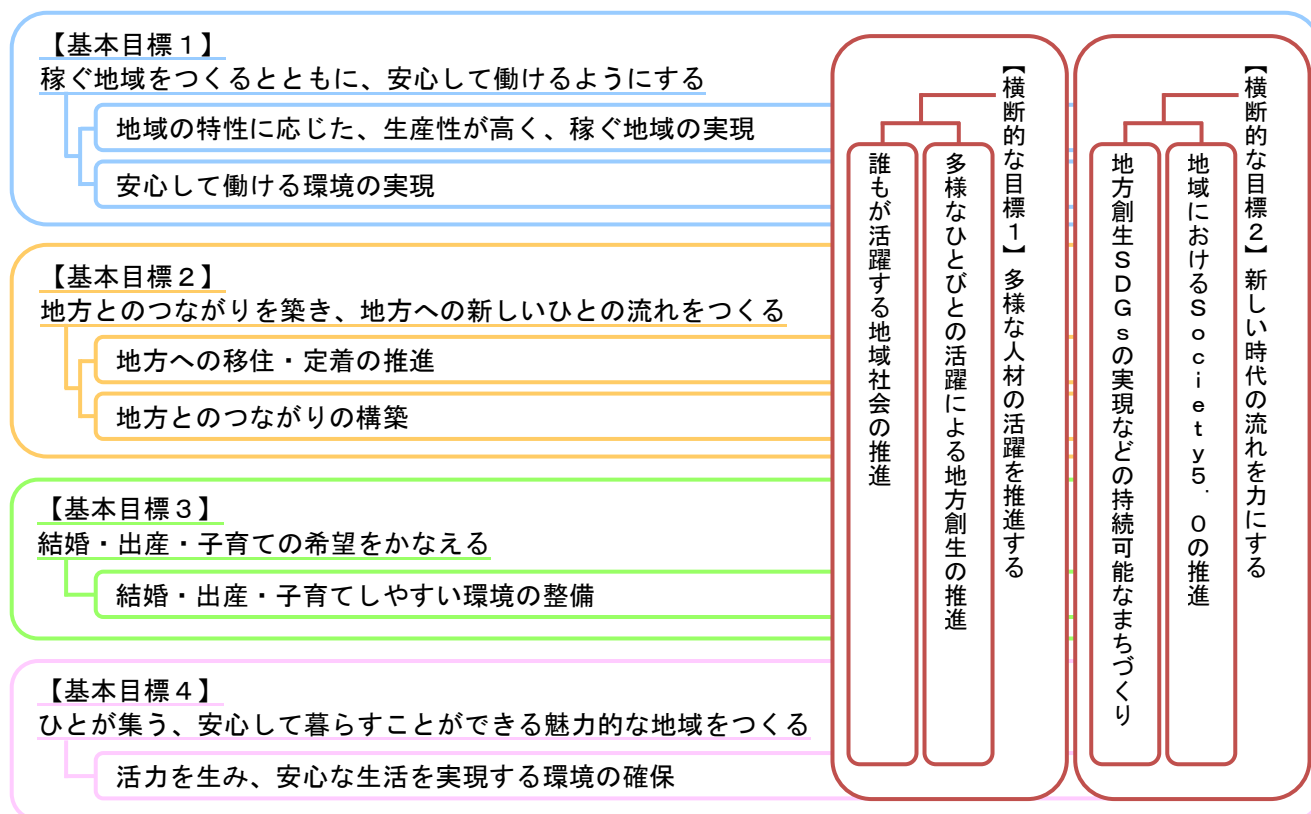 【基本目標１】
稼ぐ地域をつくるとともに、安心して働けるようにする
地域の特性に応じた、生産性が高く、稼ぐ地域の実現
安心して働ける環境の実現
【基本目標２】
地方とのつながりを築き、地方への新しいひとの流れをつくる
地方への移住・定着の推進
地方とのつながりの構築
【基本目標３】
結婚・出産・子育ての希望をかなえる
結婚・出産・子育てしやすい環境の整備
【基本目標４】
ひとが集う、安心して暮らすことができる魅力的な地域をつくる
活力を生み、安心な生活を実現する環境の確保
【横断的な目標１】多様な人材の活躍を推進する
多様なひとびとの活躍による地方創生の推進
誰もが活躍する地域社会の推進
【横断的な目標２】新しい時代の流れを力にする
地域におけるＳｏｃｉｅｔｙ５．０の推進
地方創生ＳＤＧｓの実現などの持続可能なまちづくり